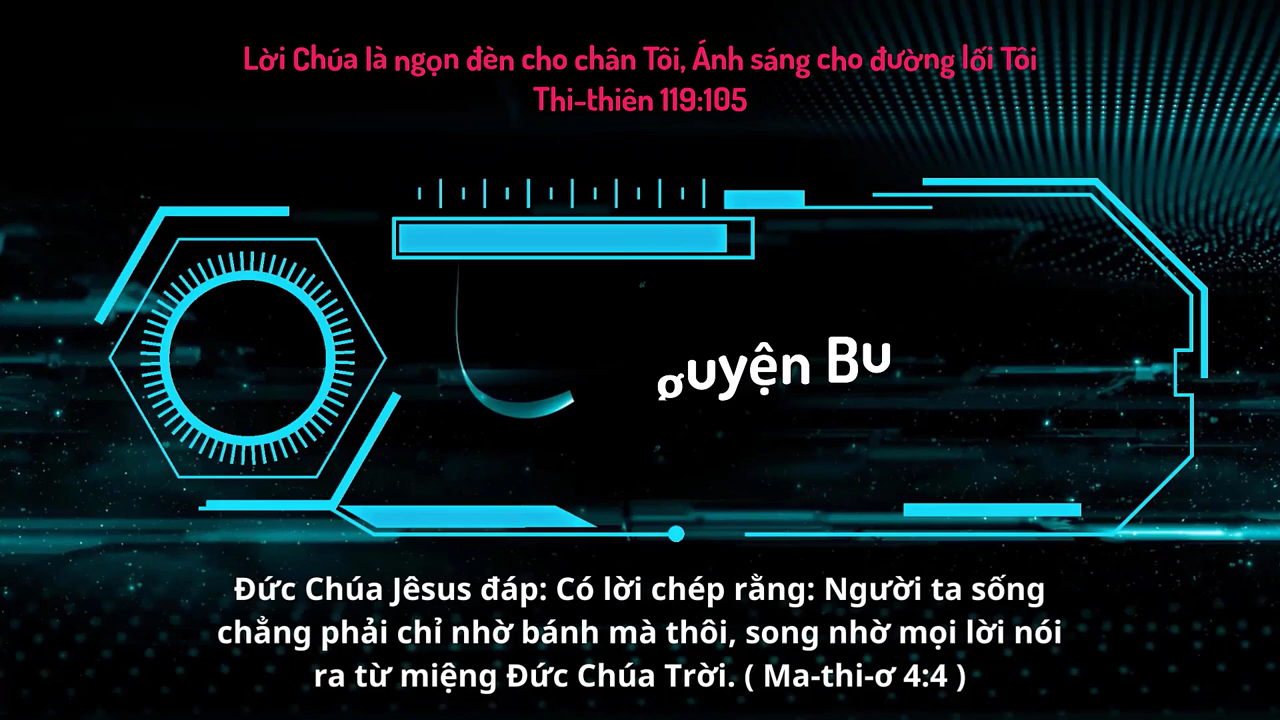 Lời Chúa là ngọn đèn cho chân Tôi, Ánh sáng cho đường lối Tôi
Thi-thiên 119:105
uyện Bu
Đức Chúa Jêsus đáp: Có lời chép rằng: Người ta sống
chẳng phải chỉ nhờ bánh mà thôi, song nhờ mọi lời nói
ra từ miệng Đức Chúa Trời. ( Ma-thi-ơ 4:4 )